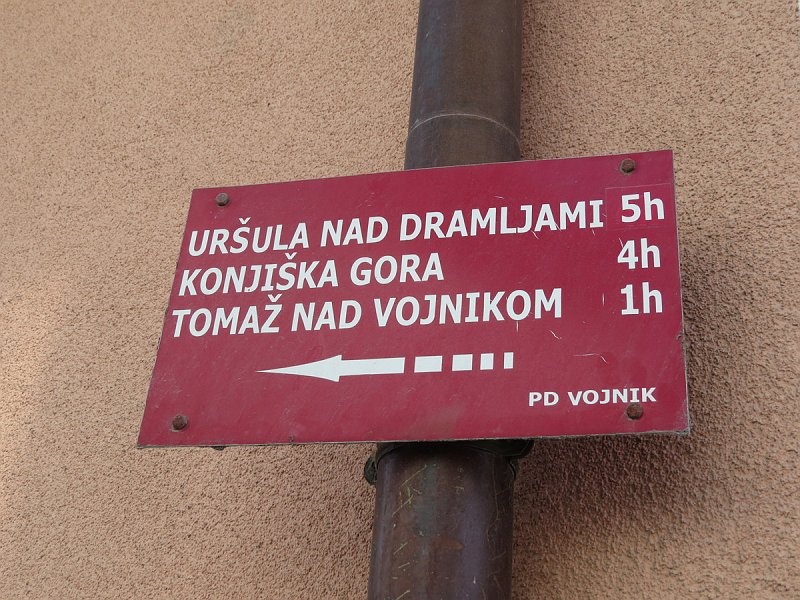 URŠULA NAD DRAMLJAMI 5h
KONJIŠKA GORA 4h
TOMAŽ NAD VOJNIKOM 1h
PD VOJNIK